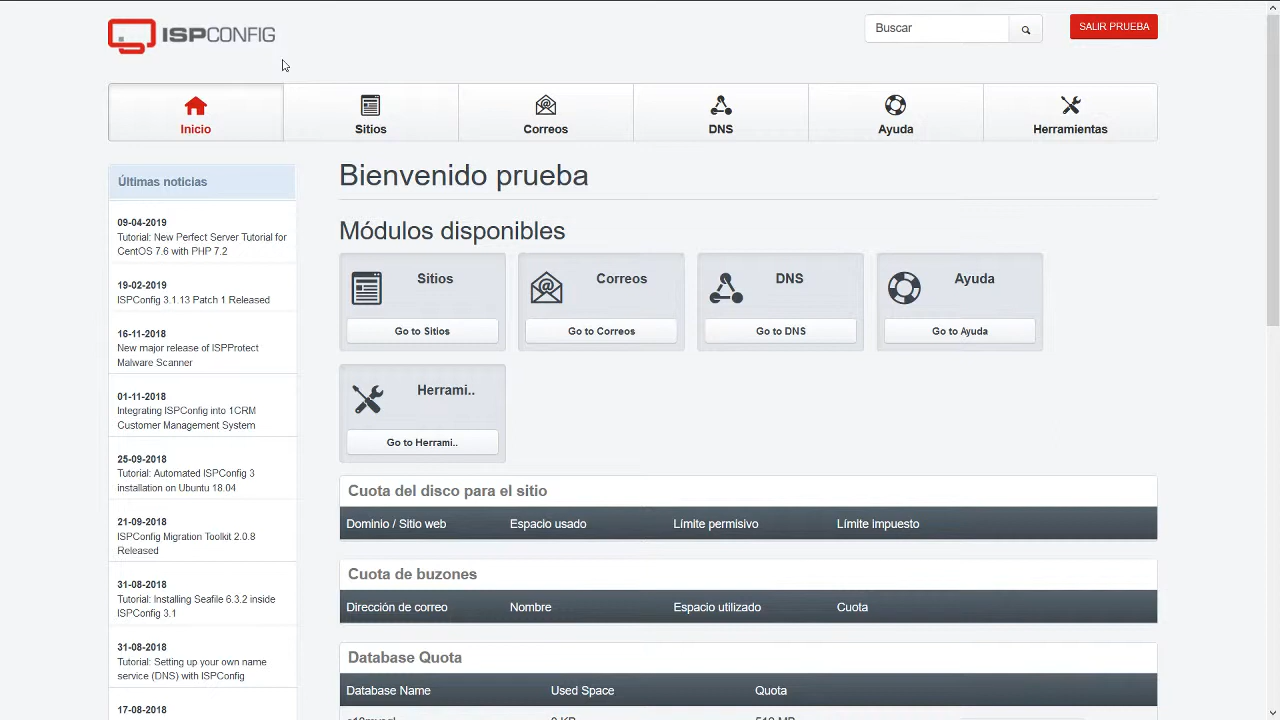 ISPCONFIG
Buscar
SALIR PRUEBA
Inicio
Sitios
Correos
DNS
Ayuda
Herramientas
Últimas noticias
09-04-2019
Tutorial: New Perfect Server Tutorial for
CentOS 7.6 with PHP 7.2
19-02-2019
ISPConfig 3.1.13 Patch 1 Released
16-11-2018
New major release of ISPProtect
Malware Scanner
01-11-2018
Integrating ISPConfig into 1CRM
Customer Management System
25-09-2018
Tutorial: Automated ISPConfig 3
installation on Ubuntu 18.04
21-09-2018
ISPConfig Migration Toolkit 2.0.8
Released
31-08-2018
Tutorial: Installing Seafile 6.3.2 inside
ISPConfig 3.1
31-08-2018
Tutorial: Setting up your own name
service (DNS) with ISPConfig
17-08-2018
Bienvenido prueba
Módulos disponibles
Sitios
Go to Sitios
Correos
Go to Correos
DNS
Go to DNS
Ayuda
Go to Ayuda
Herrami..
Go to Herrami..
Cuota del disco para el sitio
Dominio / Sitio web Espacio usado Límite permisivo Límite impuesto
Cuota de buzones
Dirección de correo Nombre Espacio utilizado Cuota
Database Quota
Database Name Used Space Quota